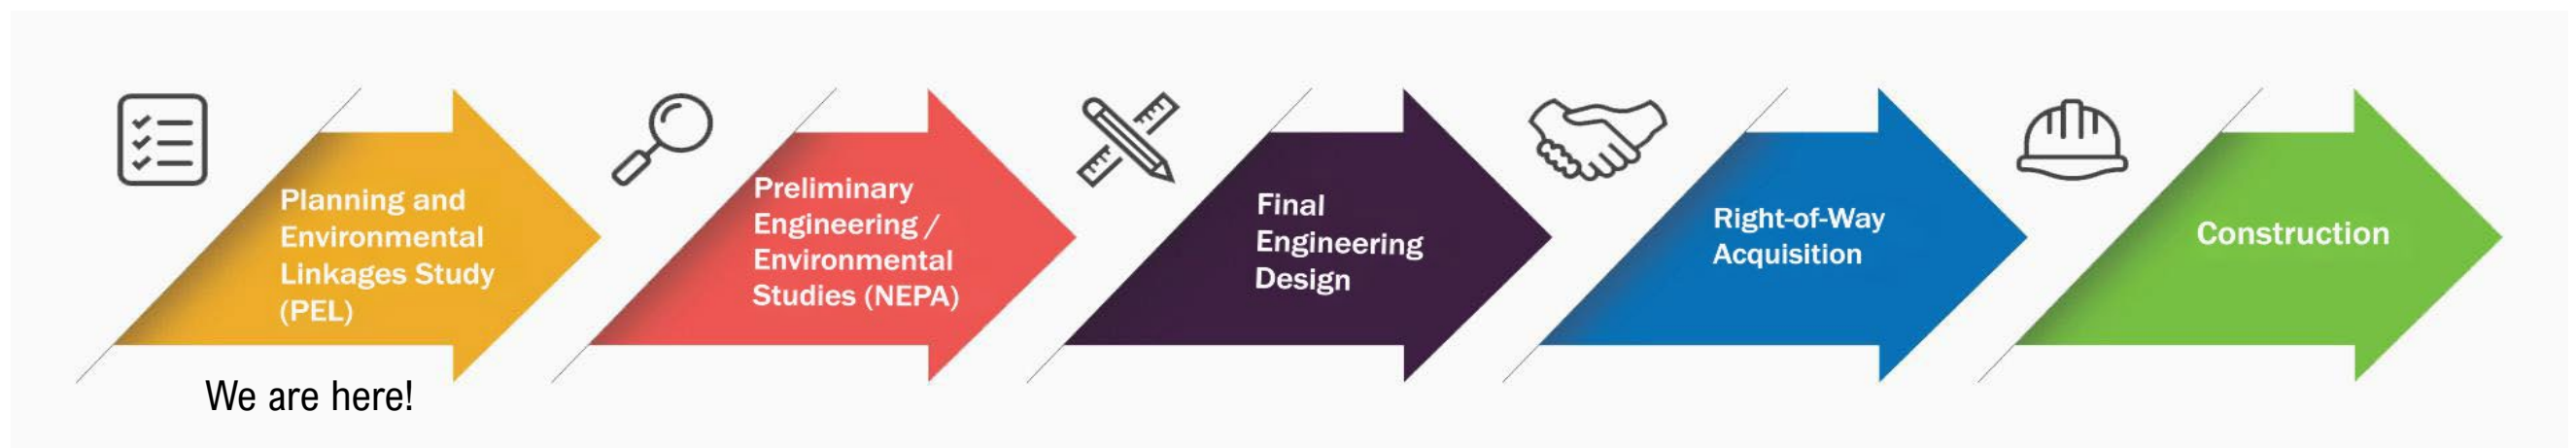 Planning and
Environmental
Linkages Study
(PEL)
We are here!
Preliminary
Engineering /
Environmental
Studies (NEPA)
Final
Engineering
Design
Right-of-Way
Acquisition
Construction